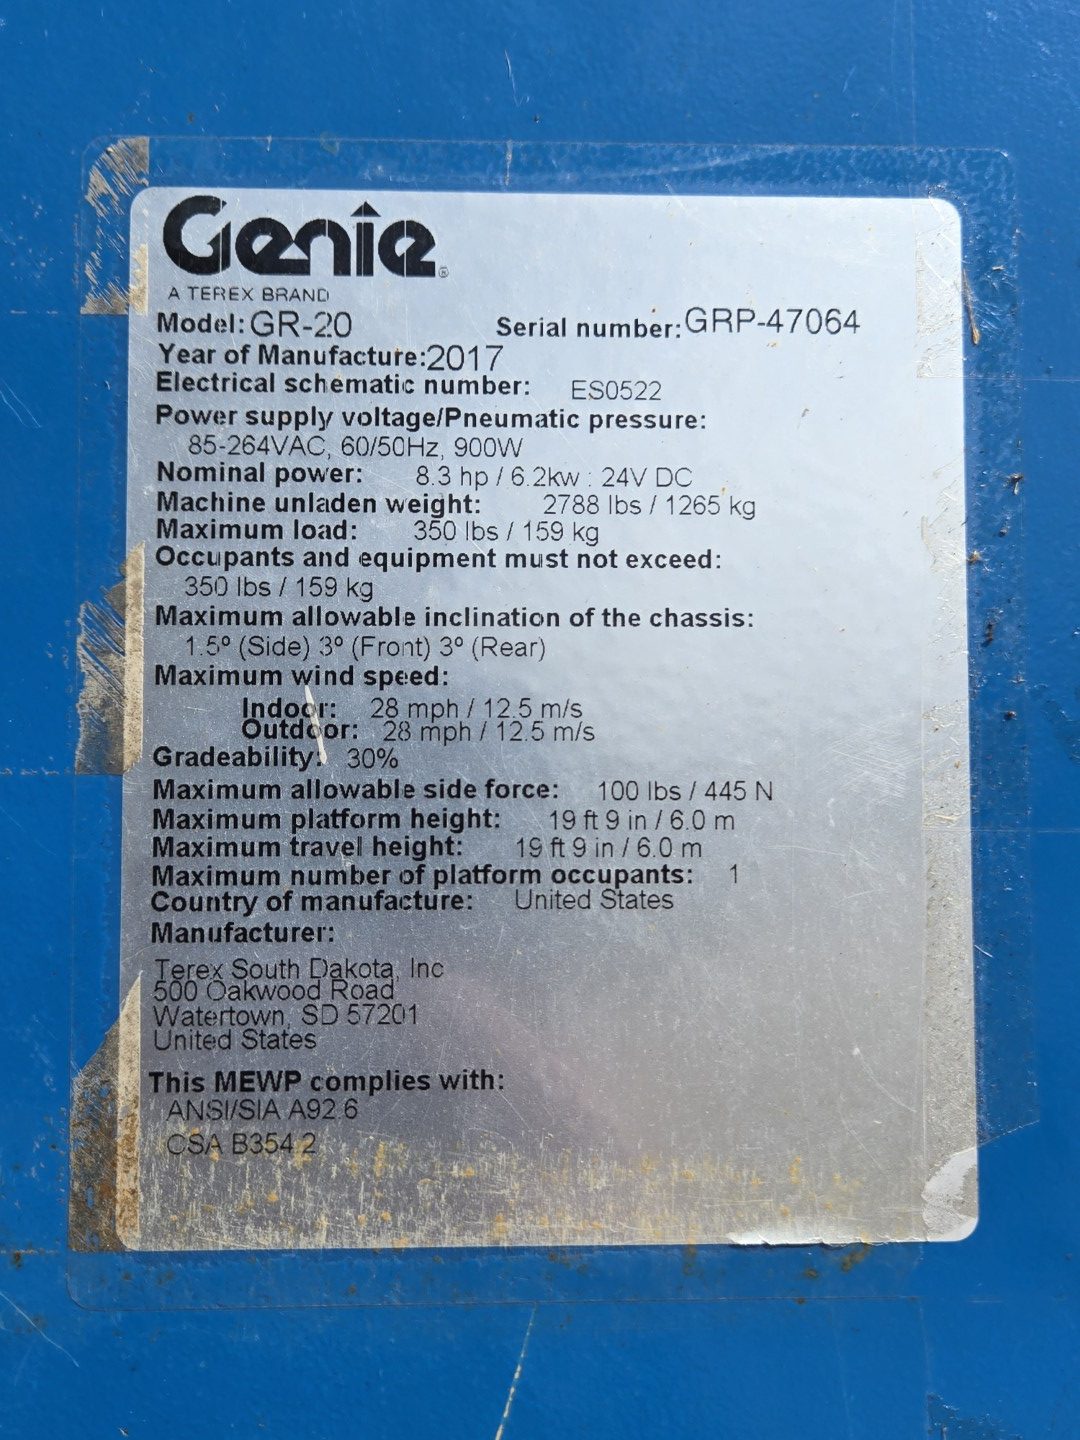 Genie®
A TEREX BRAND
Model: GR-20 Serial number: GRP-47064
Year of Manufacture: 2017
Electrical schematic number: ES0522
Power supply voltage/Pneumatic pressure:
85-264VAC, 60/50Hz, 900W
Nominal power: 8.3 hp / 6.2kw : 24V DC
Machine unladen weight: 2788 lbs / 1265 kg
Maximum load: 350 lbs / 159 kg
Occupants and equipment must not exceed:
350 lbs / 159 kg
Maximum allowable inclination of the chassis:
1.5º (Side) 3º (Front) 3º (Rear)
Maximum wind speed:
Indoor: 28 mph / 12.5 m/s
Outdoor: 28 mph / 12.5 m/s
Gradeability: 30%
Maximum allowable side force: 100 lbs / 445 N
Maximum platform height: 19 ft 9 in / 6.0 m
Maximum travel height: 19 ft 9 in / 6.0 m
Maximum number of platform occupants: 1
Country of manufacture: United States
Manufacturer:
Terex South Dakota, Inc
500 Oakwood Road
Watertown, SD 57201
United States
This MEWP complies with:
ANSI/SIA A92.6
CSA B354.2